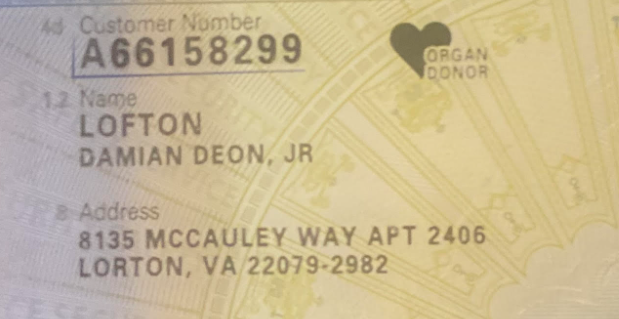 4d Customer Number
A66158299
ORGAN
DONOR
1,2 Name
LOFTON
DAMIAN DEON, JR
8 Address
8135 MCCAULEY WAY APT 2406
LORTON, VA 22079-2982